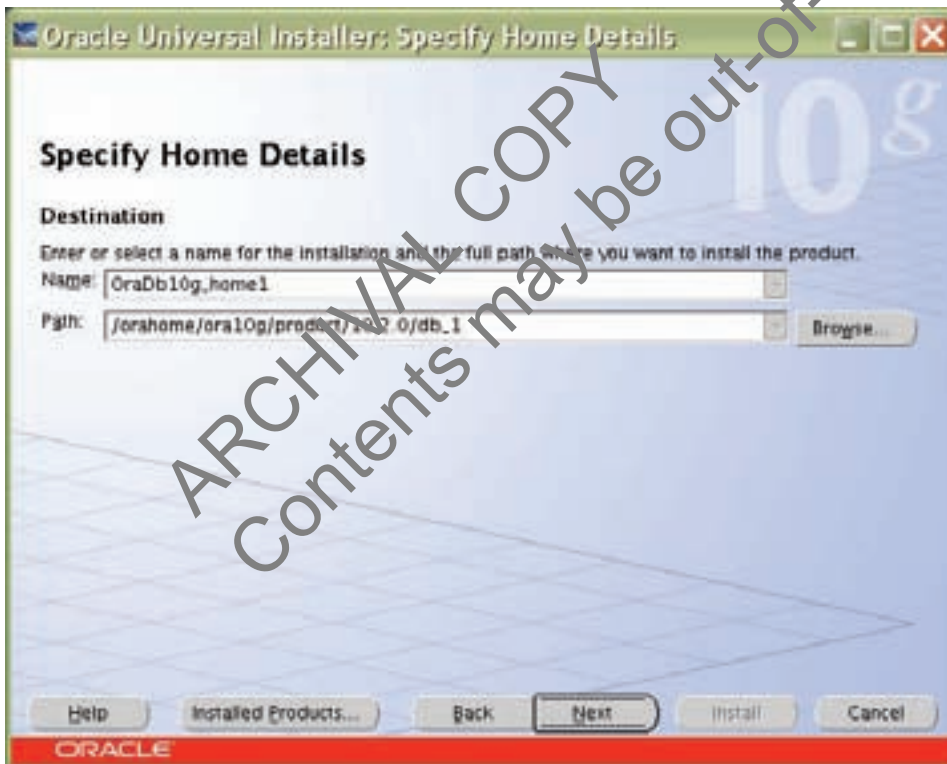 Oracle Universal Installer: Specify Home Details
10g
Specify Home Details
Destination
Enter or select a name for the installation and the full path where you want to install the product.
Name: OraDb10g_home1
Path: /orahome/ora10g/product/10.2.0/db_1
Browse...
Help
Installed Products...
Back
Next
Install
Cancel
ORACLE
ARCHIVAL COPY
Contents may be out-of-